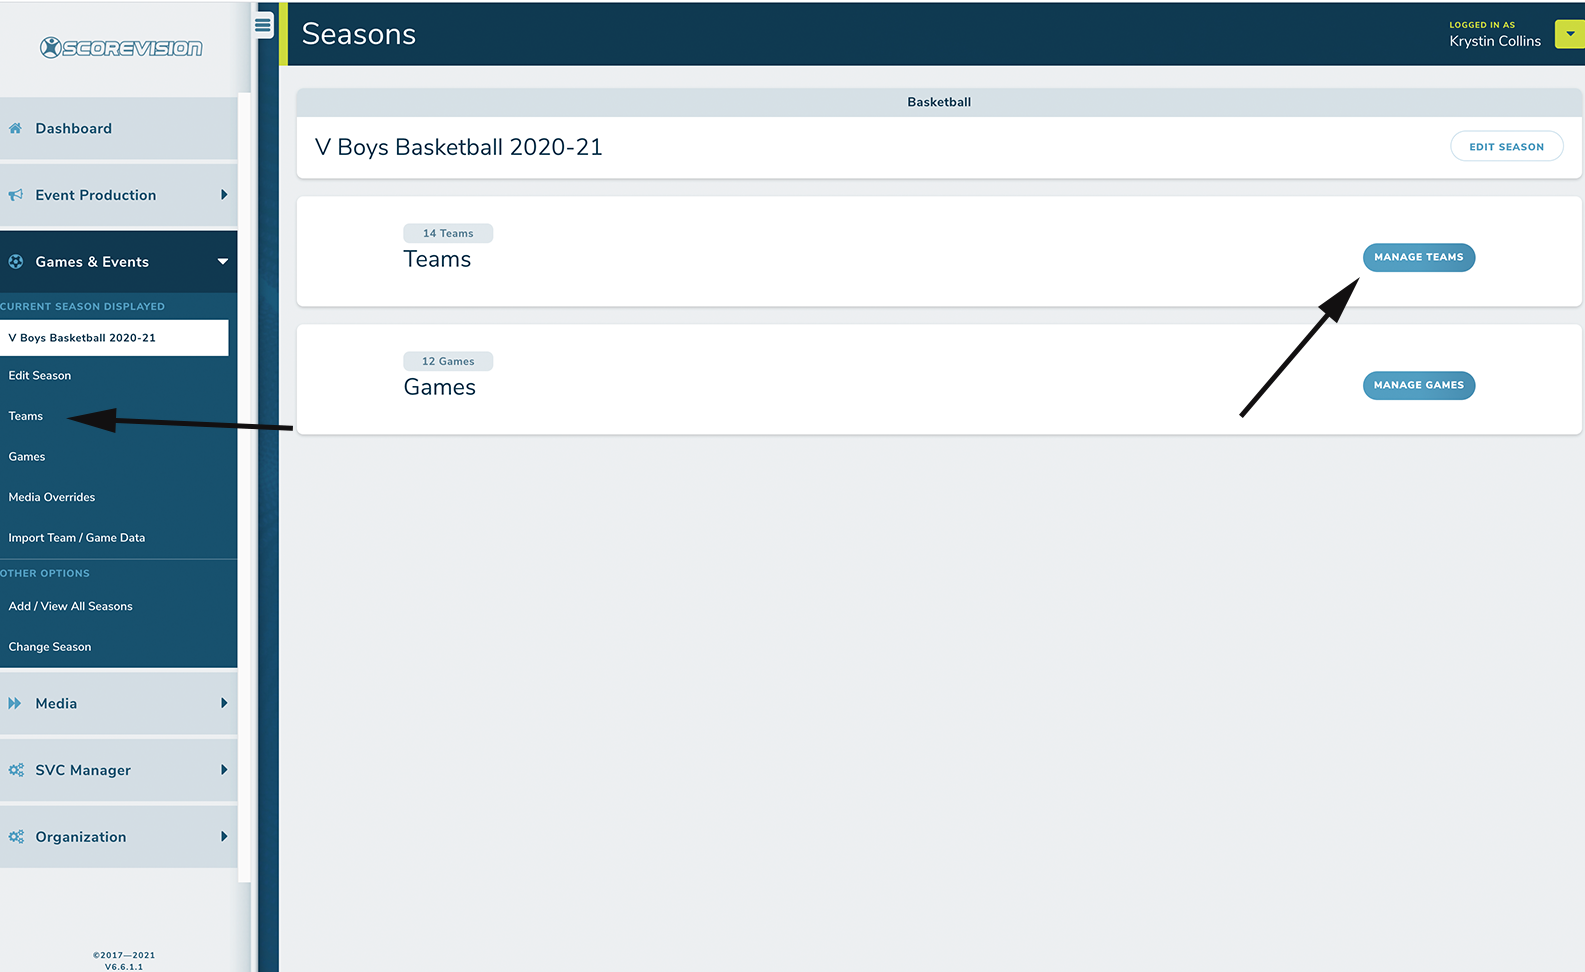 SCOREVISION
Dashboard
Event Production
Games & Events
CURRENT SEASON DISPLAYED
V Boys Basketball 2020-21
Edit Season
Teams
Games
Media Overrides
Import Team / Game Data
OTHER OPTIONS
Add / View All Seasons
Change Season
Media
SVC Manager
Organization
©2017—2021
V6.6.1.1
Seasons
LOGGED IN AS
Krystin Collins
Basketball
V Boys Basketball 2020-21
EDIT SEASON
14 Teams
Teams
MANAGE TEAMS
12 Games
Games
MANAGE GAMES